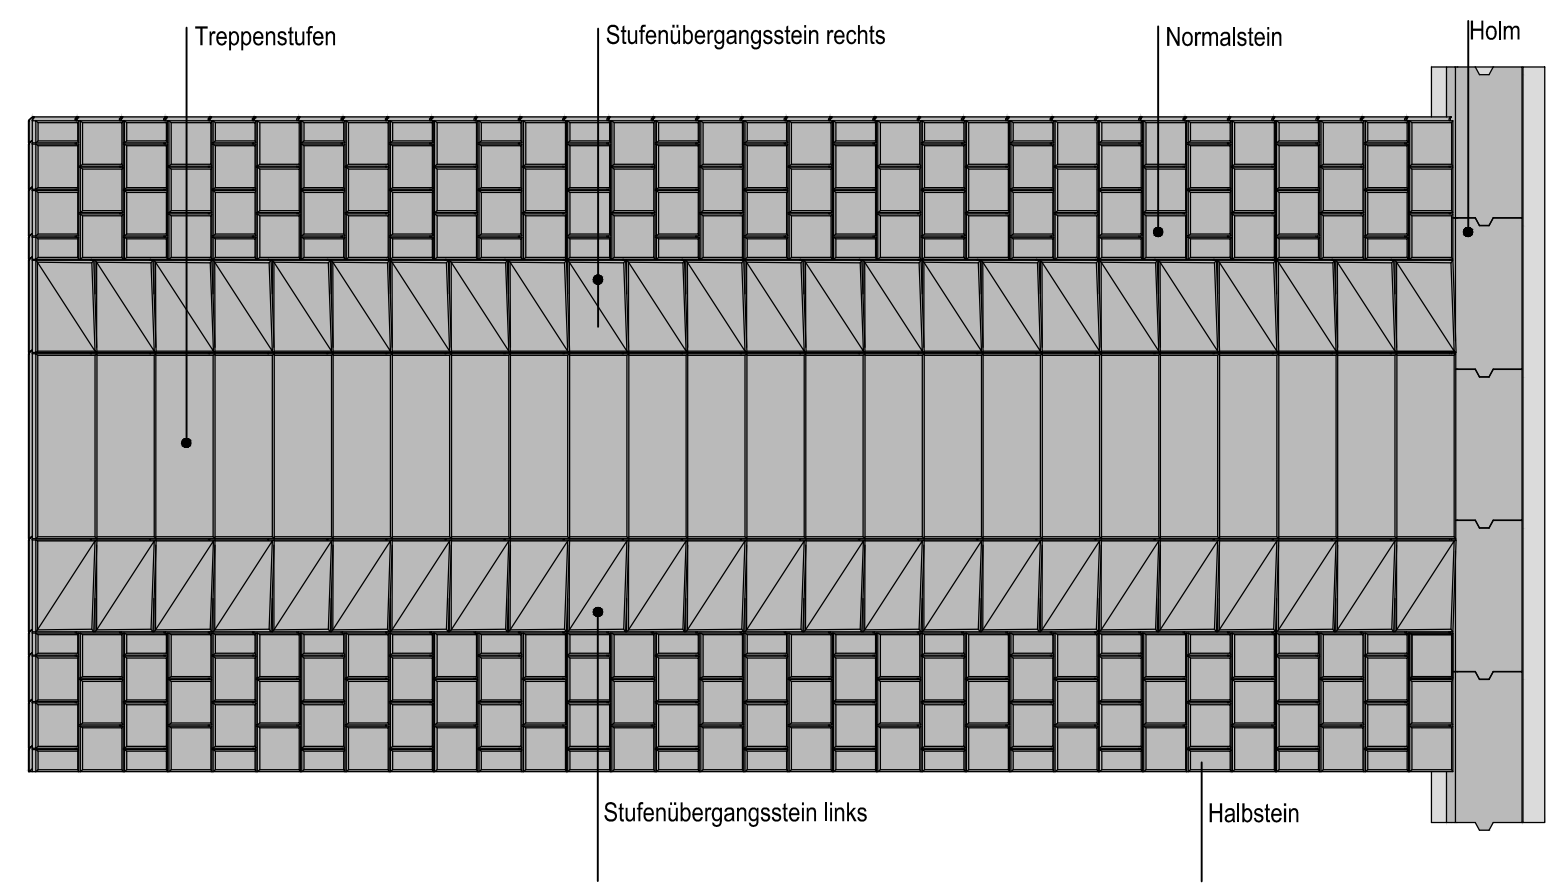 Treppenstufen
Stufenübergangsstein rechts
Normalstein
Holm
Stufenübergangsstein links
Halbstein